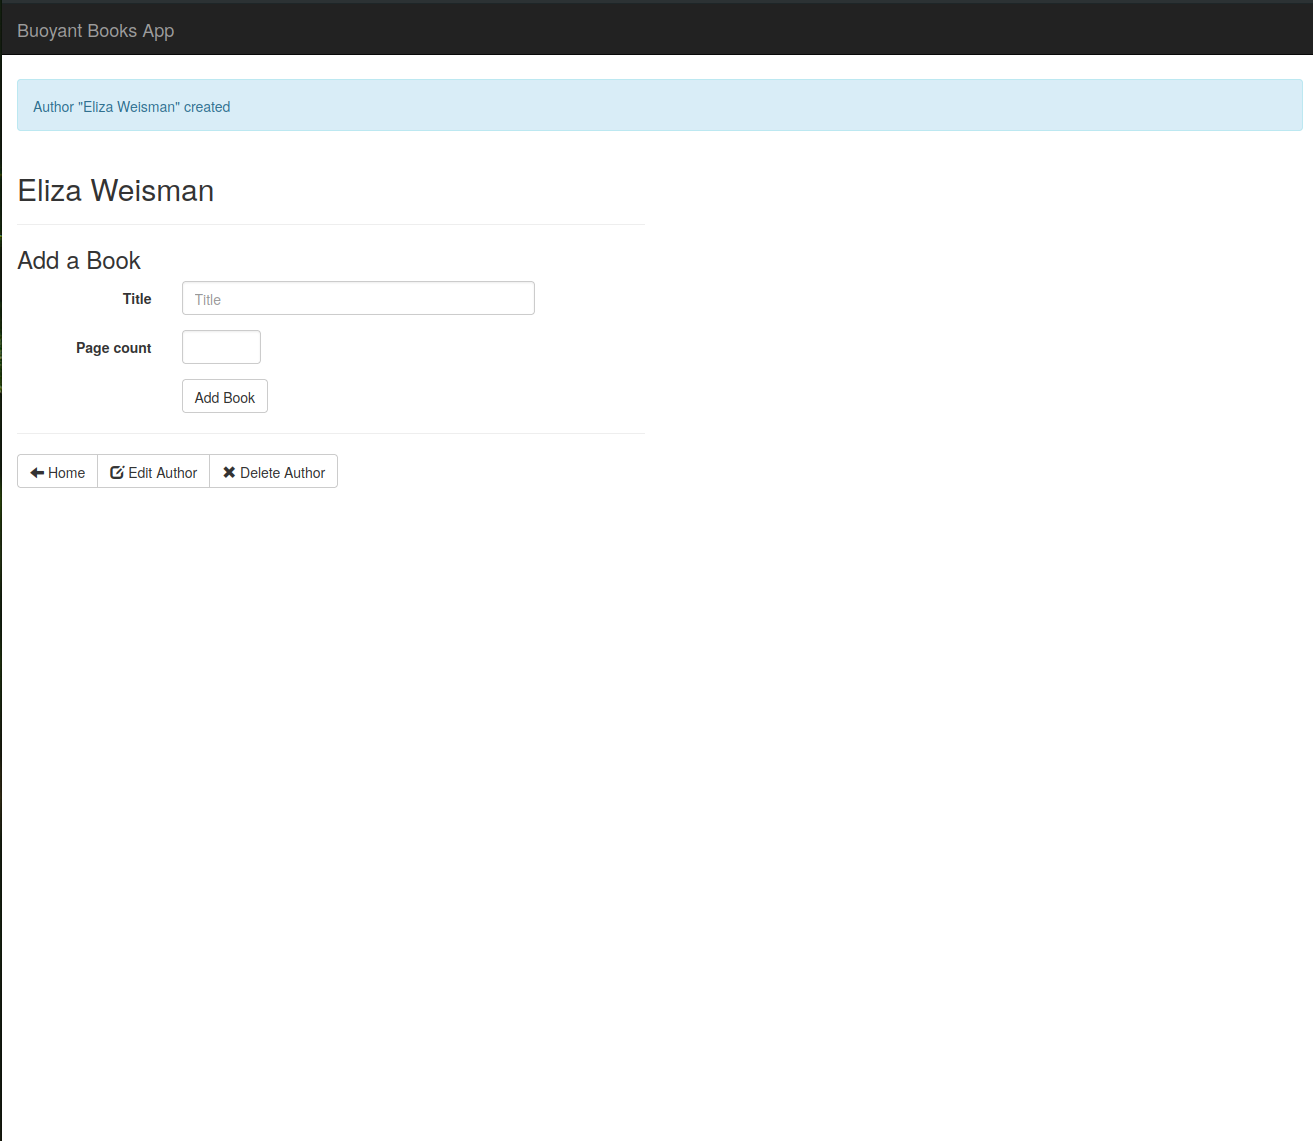 Buoyant Books App
Author "Eliza Weisman" created
Eliza Weisman
Add a Book
Title Title
Page count
Add Book
Home Edit Author Delete Author